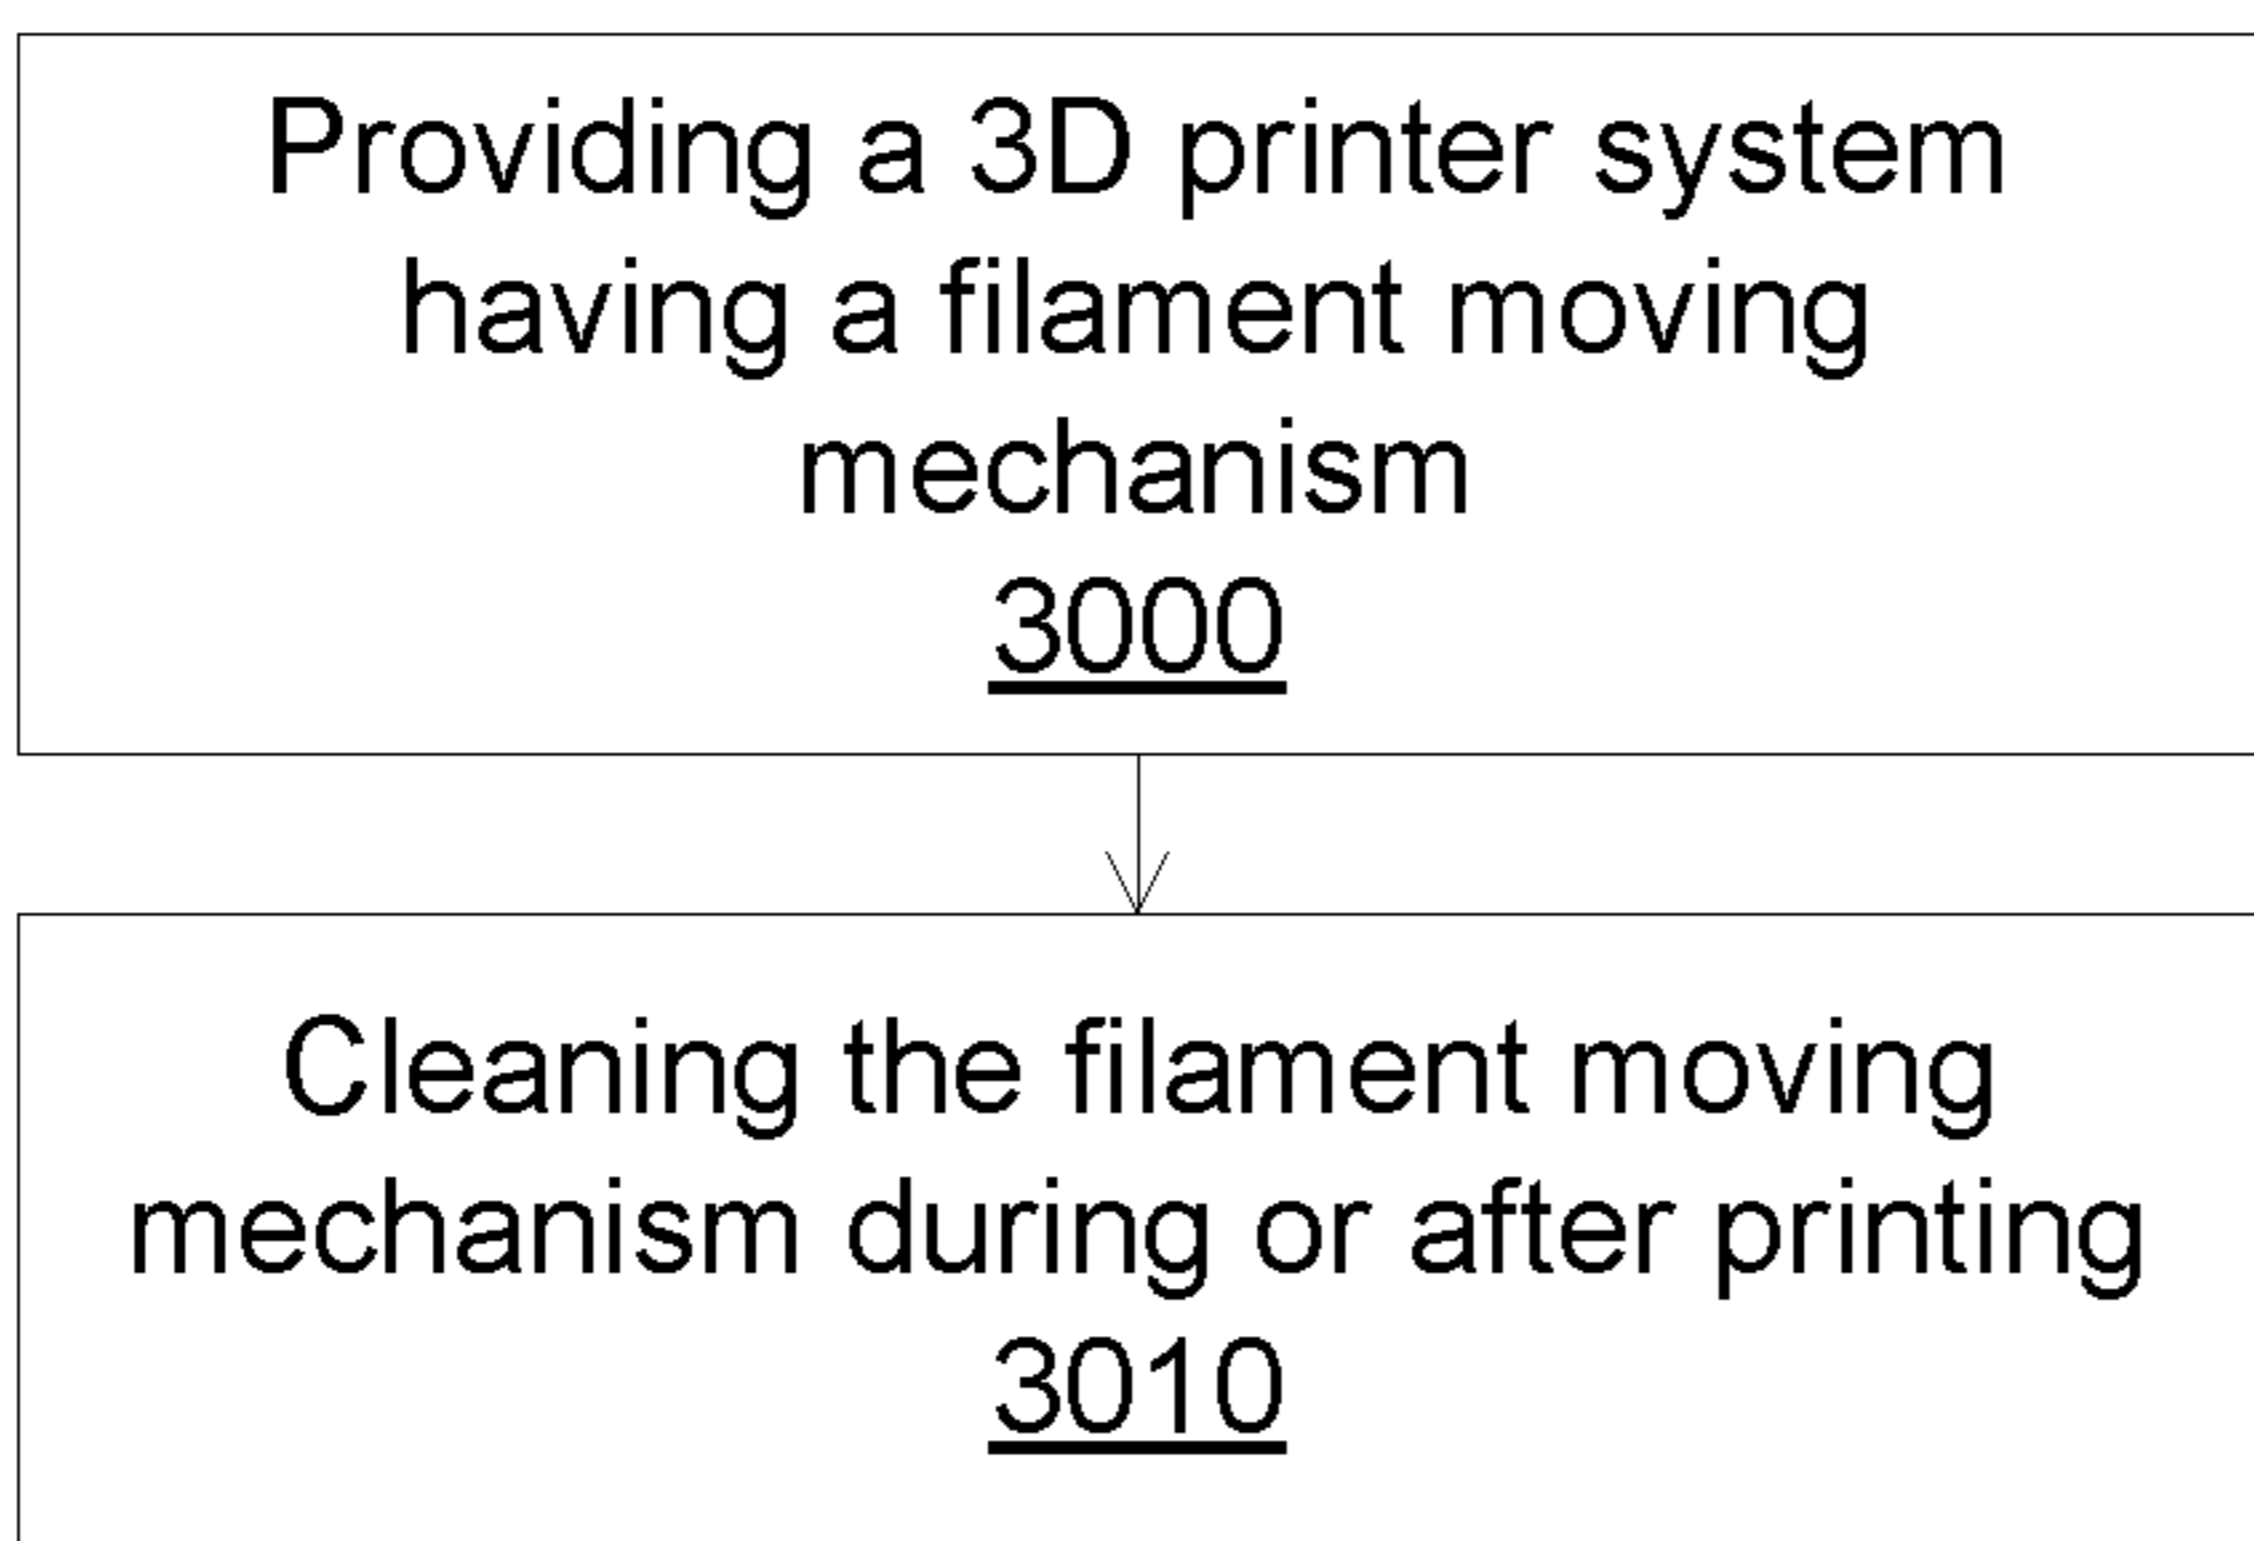 Providing a 3D printer system
having a filament moving
mechanism
3000
Cleaning the filament moving
mechanism during or after printing
3010